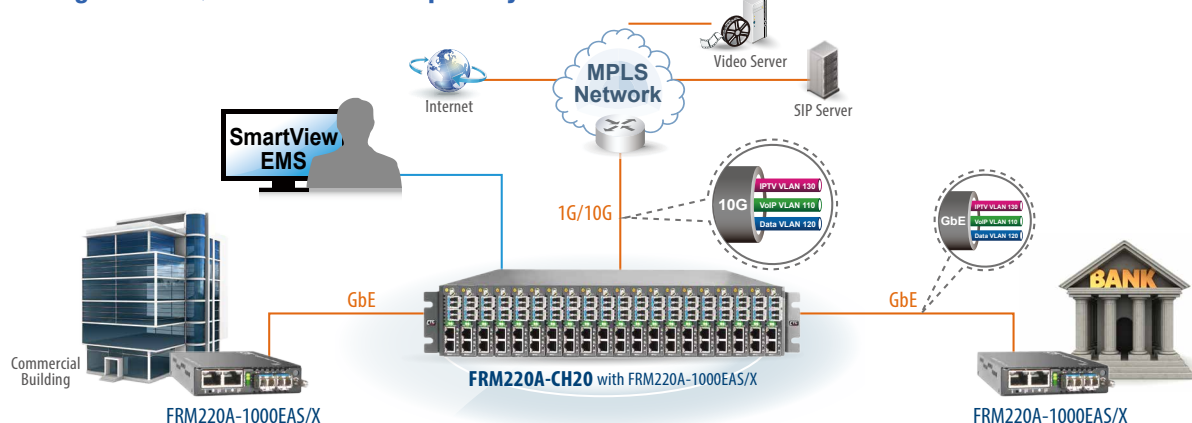 Video Server
MPLS
Network
Internet
SIP Server
SmartView
EMS
1G/10G
10G
IPTV VLAN 130
VoIP VLAN 110
Data VLAN 120
GbE
IPTV VLAN 130
VoIP VLAN 110
Data VLAN 120
BANK
GbE
GbE
Commercial
Building
FRM220A-CH20 with FRM220A-1000EAS/X
FRM220A-1000EAS/X
FRM220A-1000EAS/X